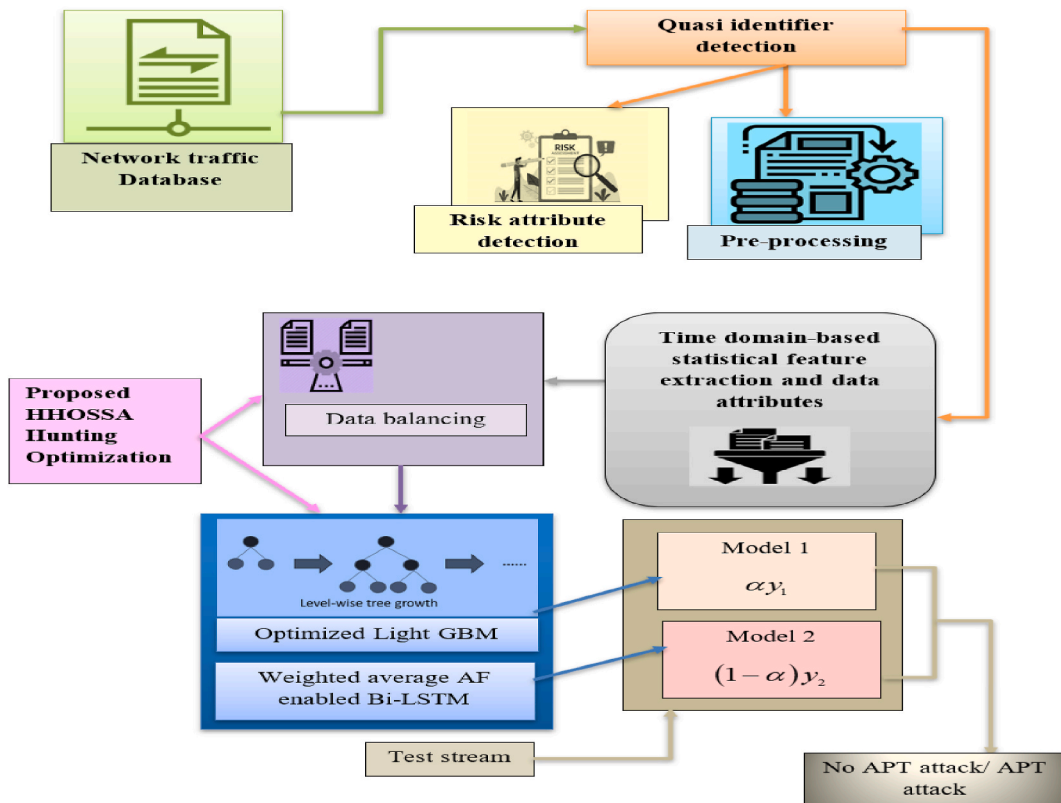 Quasi identifier
detection
Network traffic
Database
RISK
ASSESSMENT
Risk attribute
detection
Pre-processing
Time domain-based
statistical feature
extraction and data
attributes
Proposed
HHOSSA
Hunting
Optimization
Data balancing
Level-wise tree growth
......
Optimized Light GBM
Weighted average AF
enabled Bi-LSTM
Model 1
αy₁
Model 2
(1−α)y₂
Test stream
No APT attack/ APT
attack